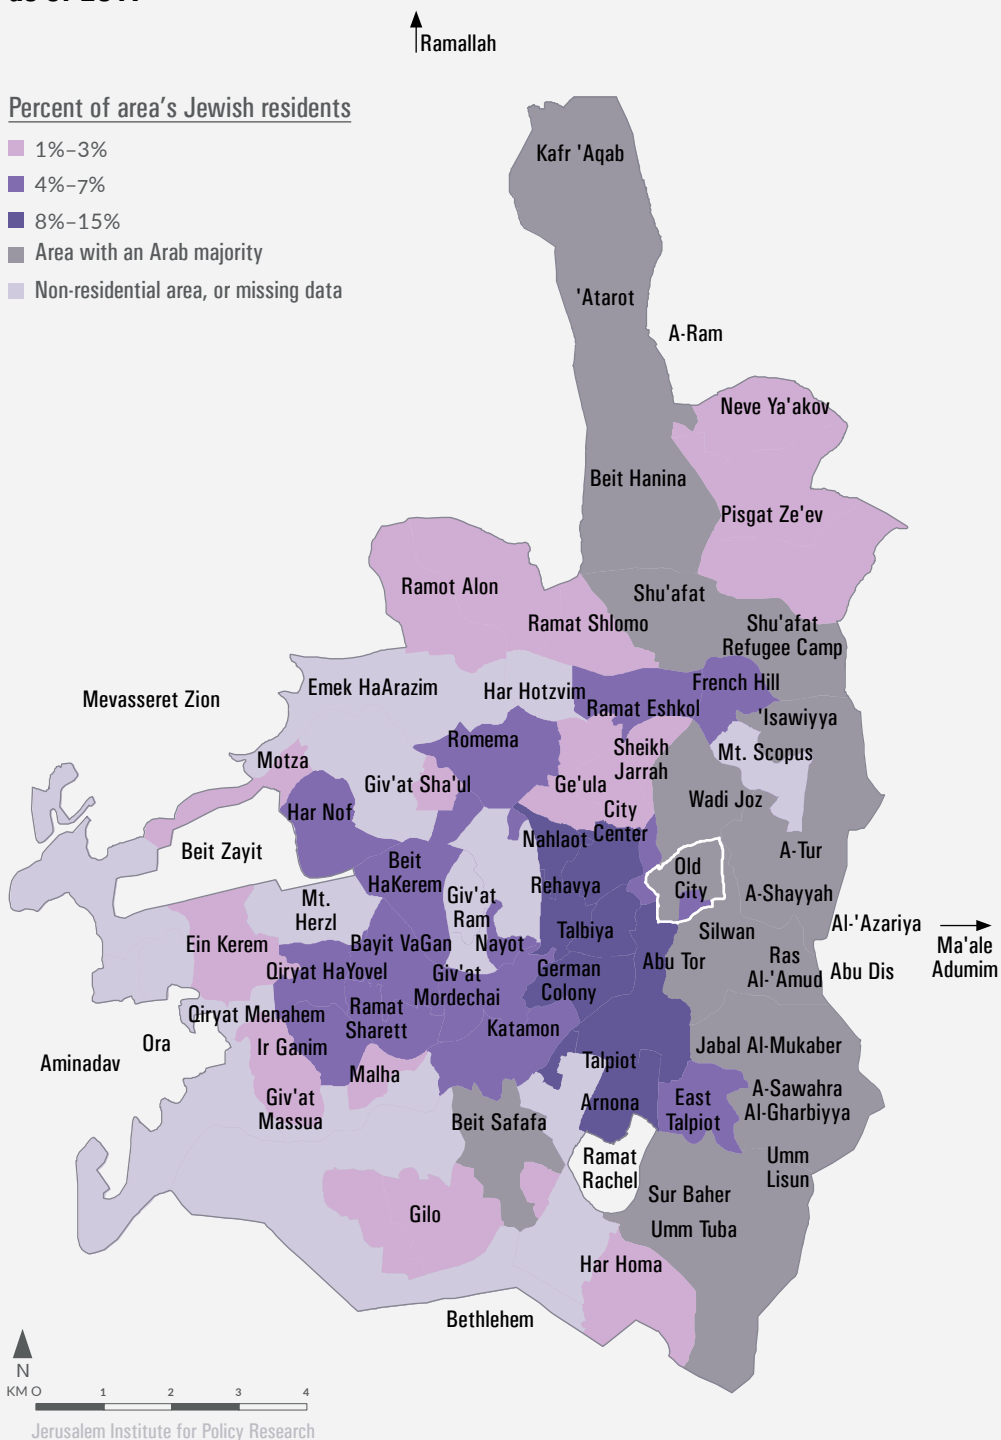 Ramallah
Percent of area's Jewish residents
1%–3%
4%–7%
8%–15%
Area with an Arab majority
Non-residential area, or missing data
Kafr 'Aqab
'Atarot
A-Ram
Neve Ya'akov
Beit Hanina
Pisgat Ze'ev
Ramot Alon
Shu'afat
Ramat Shlomo
Shu'afat
Refugee Camp
Mevasseret Zion
Emek HaArazim
Har Hotzvim
French Hill
Ramat Eshkol
'Isawiyya
Romema
Sheikh
Jarrah
Mt. Scopus
Motza
Giv'at Sha'ul
Ge'ula
Wadi Joz
Har Nof
City
Center
Nahlaot
Beit Zayit
Beit
HaKerem
Old
City
A-Tur
Mt.
Herzl
Giv'at
Ram
Rehavya
A-Shayyah
Al-'Azariya
Ma'ale
Adumim
Ein Kerem
Bayit VaGan
Nayot
Talbiya
Silwan
Abu Tor
Ras
Al-'Amud
Abu Dis
Qiryat HaYovel
Giv'at
Mordechai
German
Colony
Qiryat Menahem
Ramat
Sharett
Katamon
Ora
Ir Ganim
Jabal Al-Mukaber
Aminadav
Malha
Talpiot
Giv'at
Massua
Arnona
East
Talpiot
A-Sawahra
Al-Gharbiyya
Beit Safafa
Ramat
Rachel
Umm
Lisun
Sur Baher
Gilo
Umm Tuba
Har Homa
Bethlehem
N
KM 0 1 2 3 4
Jerusalem Institute for Policy Research